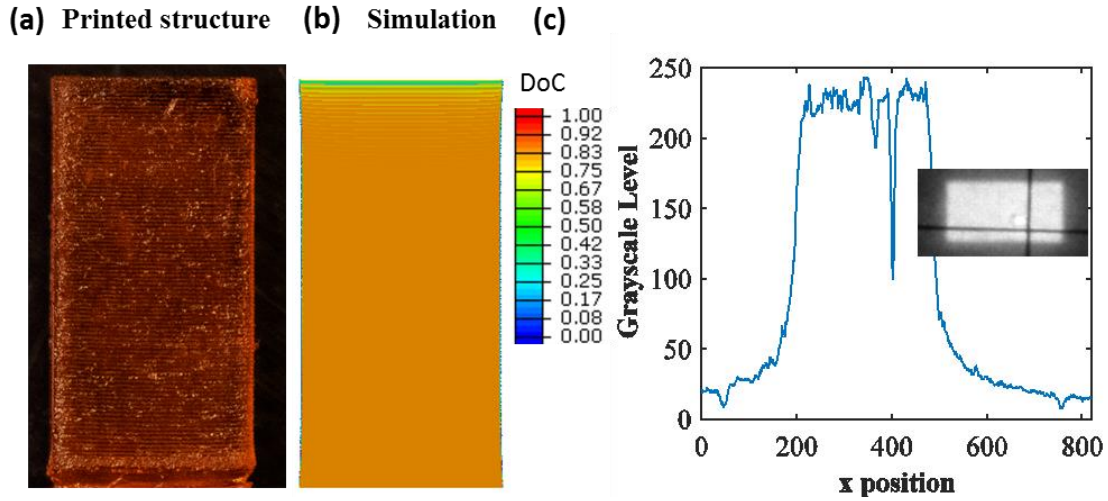 (a) Printed structure
(b) Simulation
(c)
DoC
1.00
0.92
0.83
0.75
0.67
0.58
0.50
0.42
0.33
0.25
0.17
0.08
0.00
Grayscale Level
250
200
150
100
50
0
0 200 400 600 800
x position